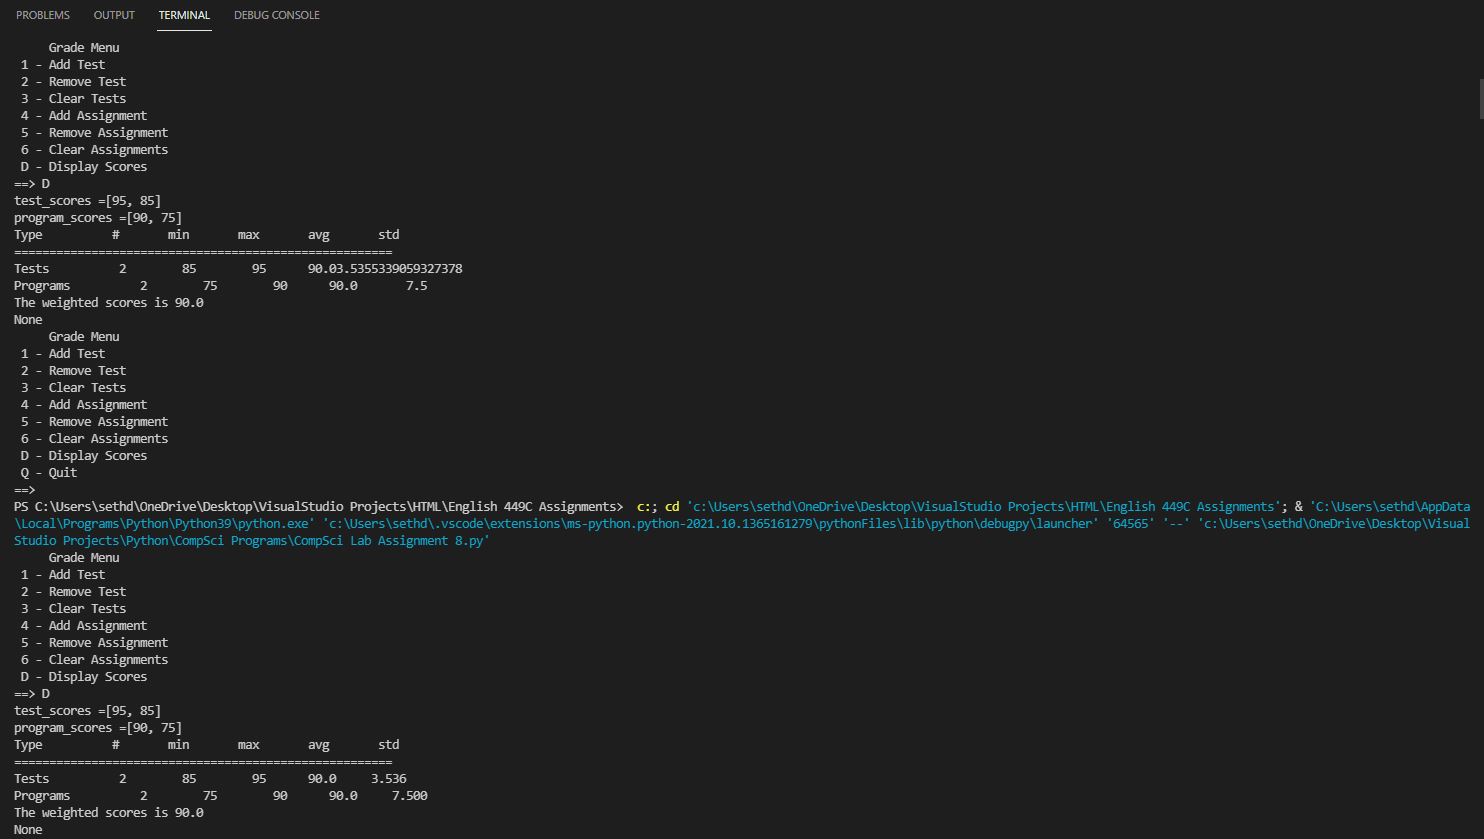 PROBLEMS OUTPUT TERMINAL DEBUG CONSOLE
Grade Menu
1 - Add Test
2 - Remove Test
3 - Clear Tests
4 - Add Assignment
5 - Remove Assignment
6 - Clear Assignments
D - Display Scores
==> D
test_scores =[95, 85]
program_scores =[90, 75]
Type # min max avg std
======================================================
Tests 2 85 95 90.03.5355339059327378
Programs 2 75 90 90.0 7.5
The weighted scores is 90.0
None
Grade Menu
1 - Add Test
2 - Remove Test
3 - Clear Tests
4 - Add Assignment
5 - Remove Assignment
6 - Clear Assignments
D - Display Scores
Q - Quit
==>
PS C:\Users\sethd\OneDrive\Desktop\VisualStudio Projects\HTML\English 449C Assignments> c:; cd 'c:\Users\sethd\OneDrive\Desktop\VisualStudio Projects\HTML\English 449C Assignments'; & 'C:\Users\sethd\AppData
\Local\Programs\Python\Python39\python.exe' 'c:\Users\sethd\.vscode\extensions\ms-python.python-2021.10.1365161279\pythonFiles\lib\python\debugpy\launcher' '64565' '--' 'c:\Users\sethd\OneDrive\Desktop\Visual
Studio Projects\Python\CompSci Programs\CompSci Lab Assignment 8.py'
Grade Menu
1 - Add Test
2 - Remove Test
3 - Clear Tests
4 - Add Assignment
5 - Remove Assignment
6 - Clear Assignments
D - Display Scores
==> D
test_scores =[95, 85]
program_scores =[90, 75]
Type # min max avg std
======================================================
Tests 2 85 95 90.0 3.536
Programs 2 75 90 90.0 7.500
The weighted scores is 90.0
None